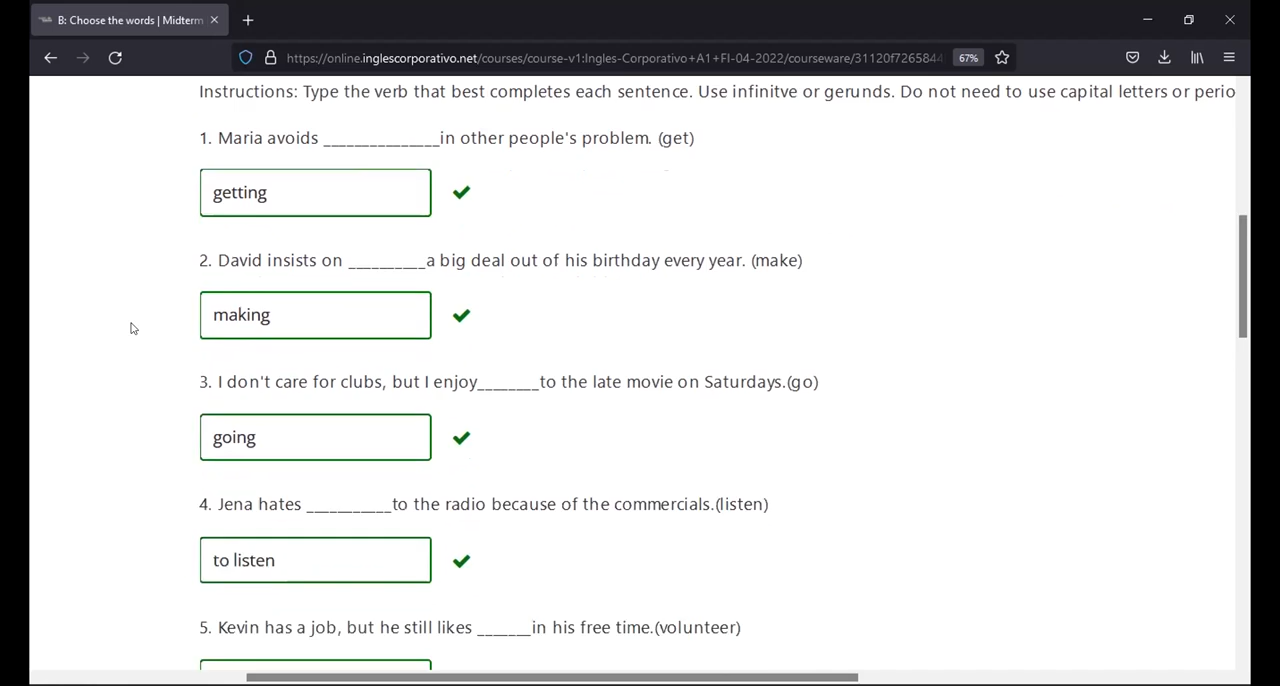 B: Choose the words | Midterm
https://online.inglescorporativo.net/courses/course-v1:Ingles-Corporativo+A1+FI-04-2022/courseware/31120f7265844
67%
Instructions: Type the verb that best completes each sentence. Use infinitve or gerunds. Do not need to use capital letters or perio
1. Maria avoids _______________in other people's problem. (get)
getting
2. David insists on __________a big deal out of his birthday every year. (make)
making
3. I don't care for clubs, but I enjoy________to the late movie on Saturdays.(go)
going
4. Jena hates ___________to the radio because of the commercials.(listen)
to listen
5. Kevin has a job, but he still likes _______in his free time.(volunteer)